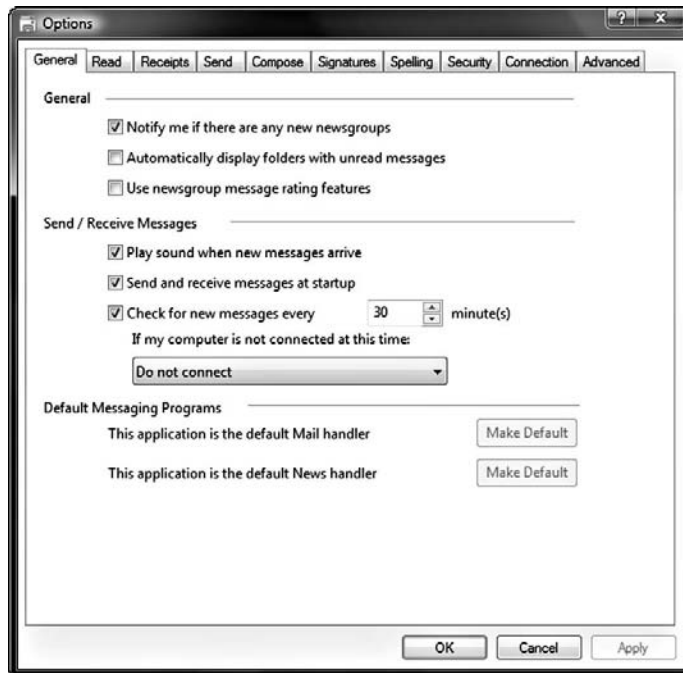 Options
General Read Receipts Send Compose Signatures Spelling Security Connection Advanced
General
Notify me if there are any new newsgroups
Automatically display folders with unread messages
Use newsgroup message rating features
Send / Receive Messages
Play sound when new messages arrive
Send and receive messages at startup
Check for new messages every 30 minute(s)
If my computer is not connected at this time:
Do not connect
Default Messaging Programs
This application is the default Mail handler Make Default
This application is the default News handler Make Default
OK Cancel Apply